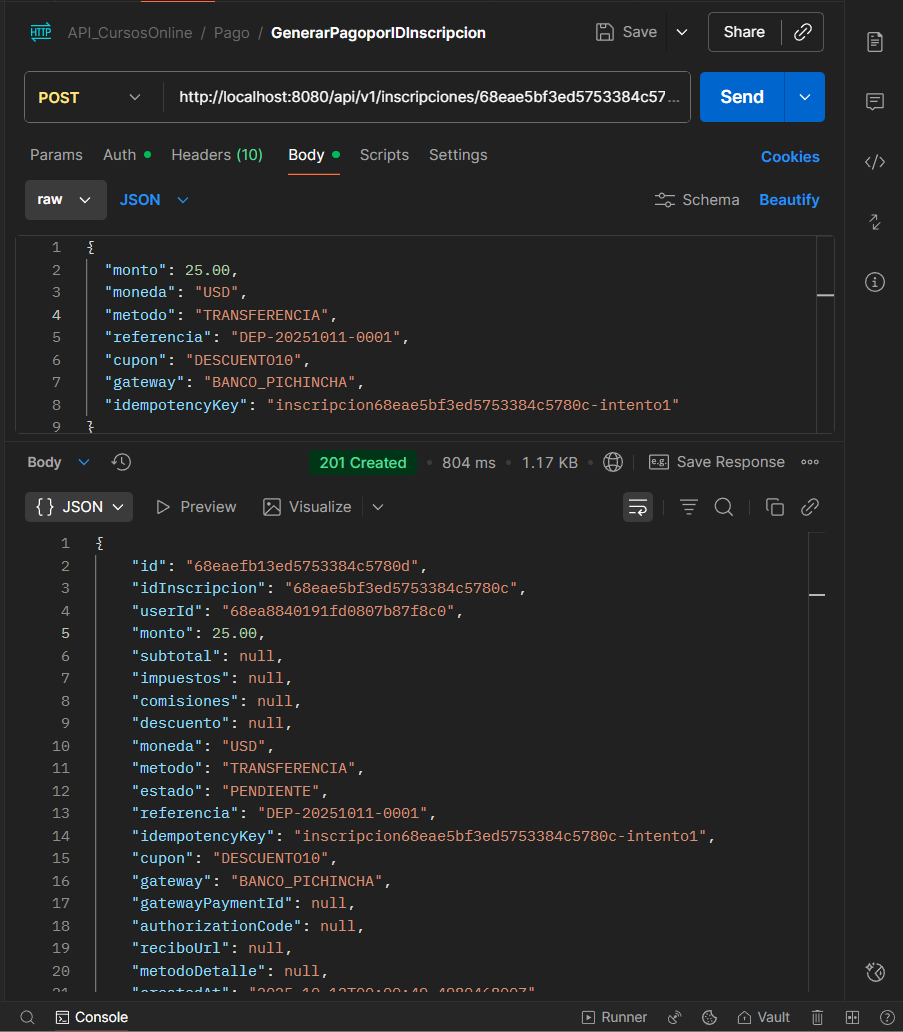 HTTP API_CursosOnline / Pago / GenerarPagoporIDInscripcion Save Share
POST http://localhost:8080/api/v1/inscripciones/68eae5bf3ed5753384c57... Send
Params Auth Headers (10) Body Scripts Settings Cookies
raw JSON Schema Beautify
1 {
2 "monto": 25.00,
3 "moneda": "USD",
4 "metodo": "TRANSFERENCIA",
5 "referencia": "DEP-20251011-0001",
6 "cupon": "DESCUENTO10",
7 "gateway": "BANCO_PICHINCHA",
8 "idempotencyKey": "inscripcion68eae5bf3ed5753384c5780c-intento1"
9 }
Body 201 Created • 804 ms • 1.17 KB • e.g. Save Response
{} JSON Preview Visualize
1 {
2 "id": "68eaefb13ed5753384c5780d",
3 "idInscripcion": "68eae5bf3ed5753384c5780c",
4 "userId": "68ea8840191fd0807b87f8c0",
5 "monto": 25.00,
6 "subtotal": null,
7 "impuestos": null,
8 "comisiones": null,
9 "descuento": null,
10 "moneda": "USD",
11 "metodo": "TRANSFERENCIA",
12 "estado": "PENDIENTE",
13 "referencia": "DEP-20251011-0001",
14 "idempotencyKey": "inscripcion68eae5bf3ed5753384c5780c-intento1",
15 "cupon": "DESCUENTO10",
16 "gateway": "BANCO_PICHINCHA",
17 "gatewayPaymentId": null,
18 "authorizationCode": null,
19 "reciboUrl": null,
20 "metodoDetalle": null,
21 "createdAt":
Console Runner Vault